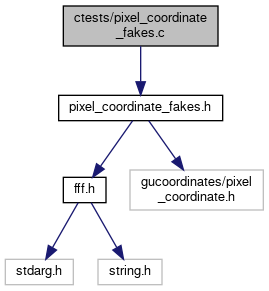 ctests/pixel_coordinate
_fakes.c
pixel_coordinate_fakes.h
fff.h
gucoordinates/pixel
_coordinate.h
stdarg.h
string.h